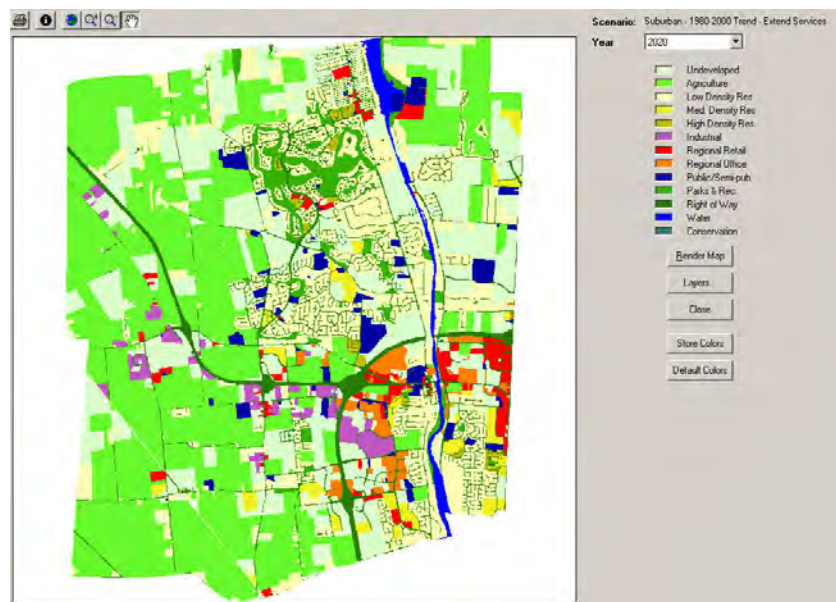 Scenario: Suburban - 1980-2000 Trend - Extend Services
Year 2020
Undeveloped
Agriculture
Low Density Res
Med. Density Res
High Density Res
Industrial
Regional Retail
Regional Office
Public/Semi-pub
Parks & Rec.
Right of Way
Water
Conservation
Render Map
Layers
Close
Store Colors
Default Colors